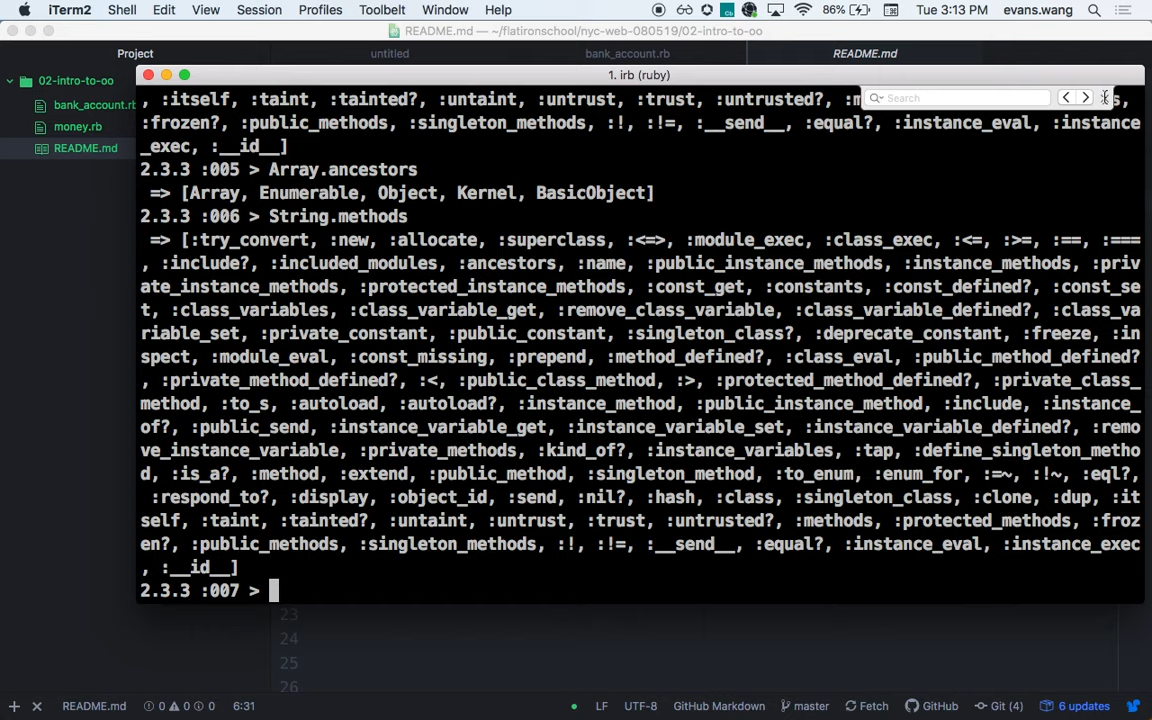 iTerm2 Shell Edit View Session Profiles Toolbelt Window Help 86% Tue 3:13 PM evans.wang
README.md — ~/flatironschool/nyc-web-080519/02-intro-to-oo
Project untitled bank_account.rb README.md
02-intro-to-oo
bank_account.rb
money.rb
README.md
1. irb (ruby)
Search
, :itself, :taint, :tainted?, :untaint, :untrust, :trust, :untrusted?,
:frozen?, :public_methods, :singleton_methods, :!, :!=, :__send__, :equal?, :instance_eval, :instance
_exec, :__id__]
2.3.3 :005 > Array.ancestors
=> [Array, Enumerable, Object, Kernel, BasicObject]
2.3.3 :006 > String.methods
=> [:try_convert, :new, :allocate, :superclass, :<=>, :module_exec, :class_exec, :<=, :>=, :==, :===
, :include?, :included_modules, :ancestors, :name, :public_instance_methods, :instance_methods, :priv
ate_instance_methods, :protected_instance_methods, :const_get, :constants, :const_defined?, :const_se
t, :class_variables, :class_variable_get, :remove_class_variable, :class_variable_defined?, :class_va
riable_set, :private_constant, :public_constant, :singleton_class?, :deprecate_constant, :freeze, :in
spect, :module_eval, :const_missing, :prepend, :method_defined?, :class_eval, :public_method_defined?
, :private_method_defined?, :<, :public_class_method, :>, :protected_method_defined?, :private_class_
method, :to_s, :autoload, :autoload?, :instance_method, :public_instance_method, :include, :instance_
of?, :public_send, :instance_variable_get, :instance_variable_set, :instance_variable_defined?, :remo
ve_instance_variable, :private_methods, :kind_of?, :instance_variables, :tap, :define_singleton_metho
d, :is_a?, :method, :extend, :public_method, :singleton_method, :to_enum, :enum_for, :=~, :!~, :eql?,
:respond_to?, :display, :object_id, :send, :nil?, :hash, :class, :singleton_class, :clone, :dup, :it
self, :taint, :tainted?, :untaint, :untrust, :trust, :untrusted?, :methods, :protected_methods, :froz
en?, :public_methods, :singleton_methods, :!, :!=, :__send__, :equal?, :instance_eval, :instance_exec
, :__id__]
2.3.3 :007 >
23
24
25
26
README.md 0 0 0 6:31 LF UTF-8 GitHub Markdown master Fetch GitHub Git (4) 6 updates